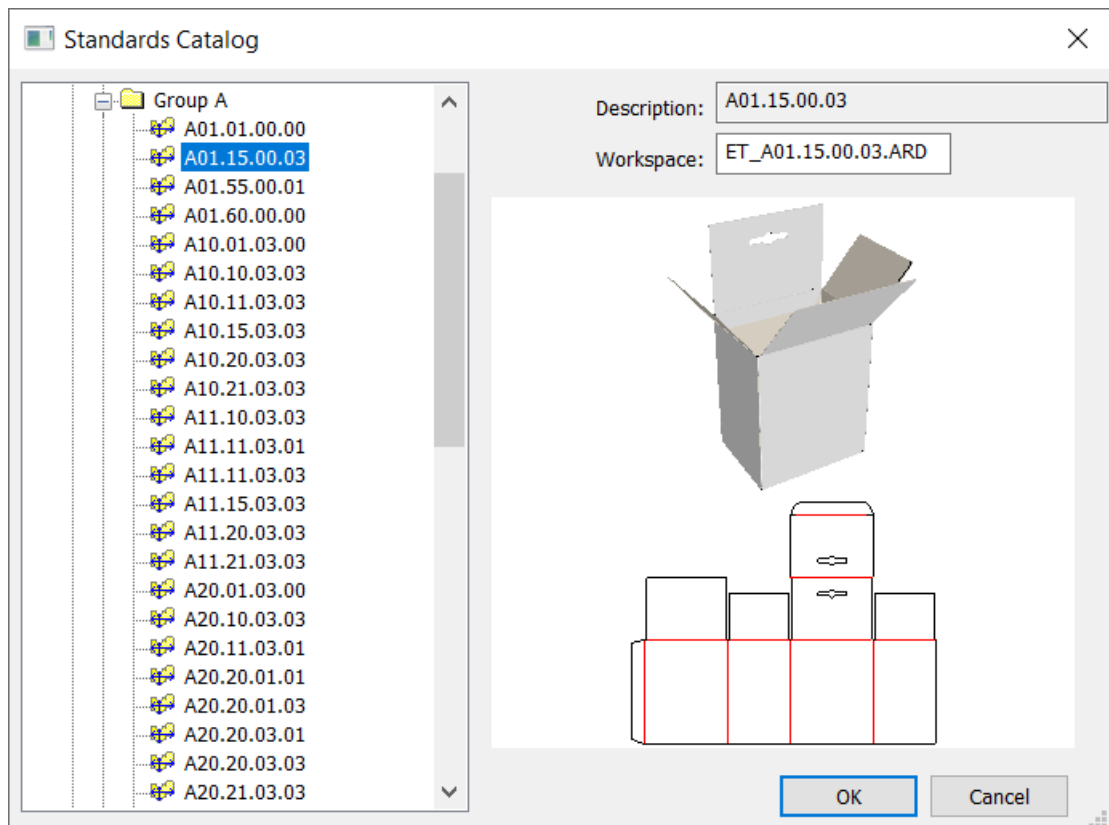 Standards Catalog
Group A
A01.01.00.00
A01.15.00.03
A01.55.00.01
A01.60.00.00
A10.01.03.00
A10.10.03.03
A10.11.03.03
A10.15.03.03
A10.20.03.03
A10.21.03.03
A11.10.03.03
A11.11.03.01
A11.11.03.03
A11.15.03.03
A11.20.03.03
A11.21.03.03
A20.01.03.00
A20.10.03.03
A20.11.03.01
A20.20.01.01
A20.20.01.03
A20.20.03.01
A20.20.03.03
A20.21.03.03
Description: A01.15.00.03
Workspace: ET_A01.15.00.03.ARD
OK Cancel